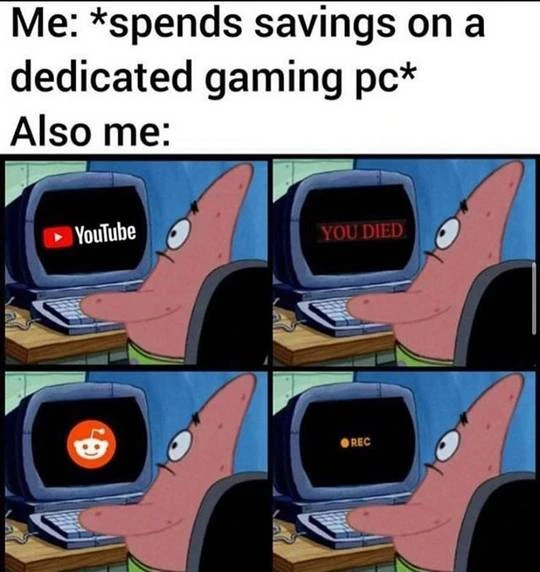 Me: *spends savings on a
dedicated gaming pc*
Also me:
YouTube
YOU DIED
REC